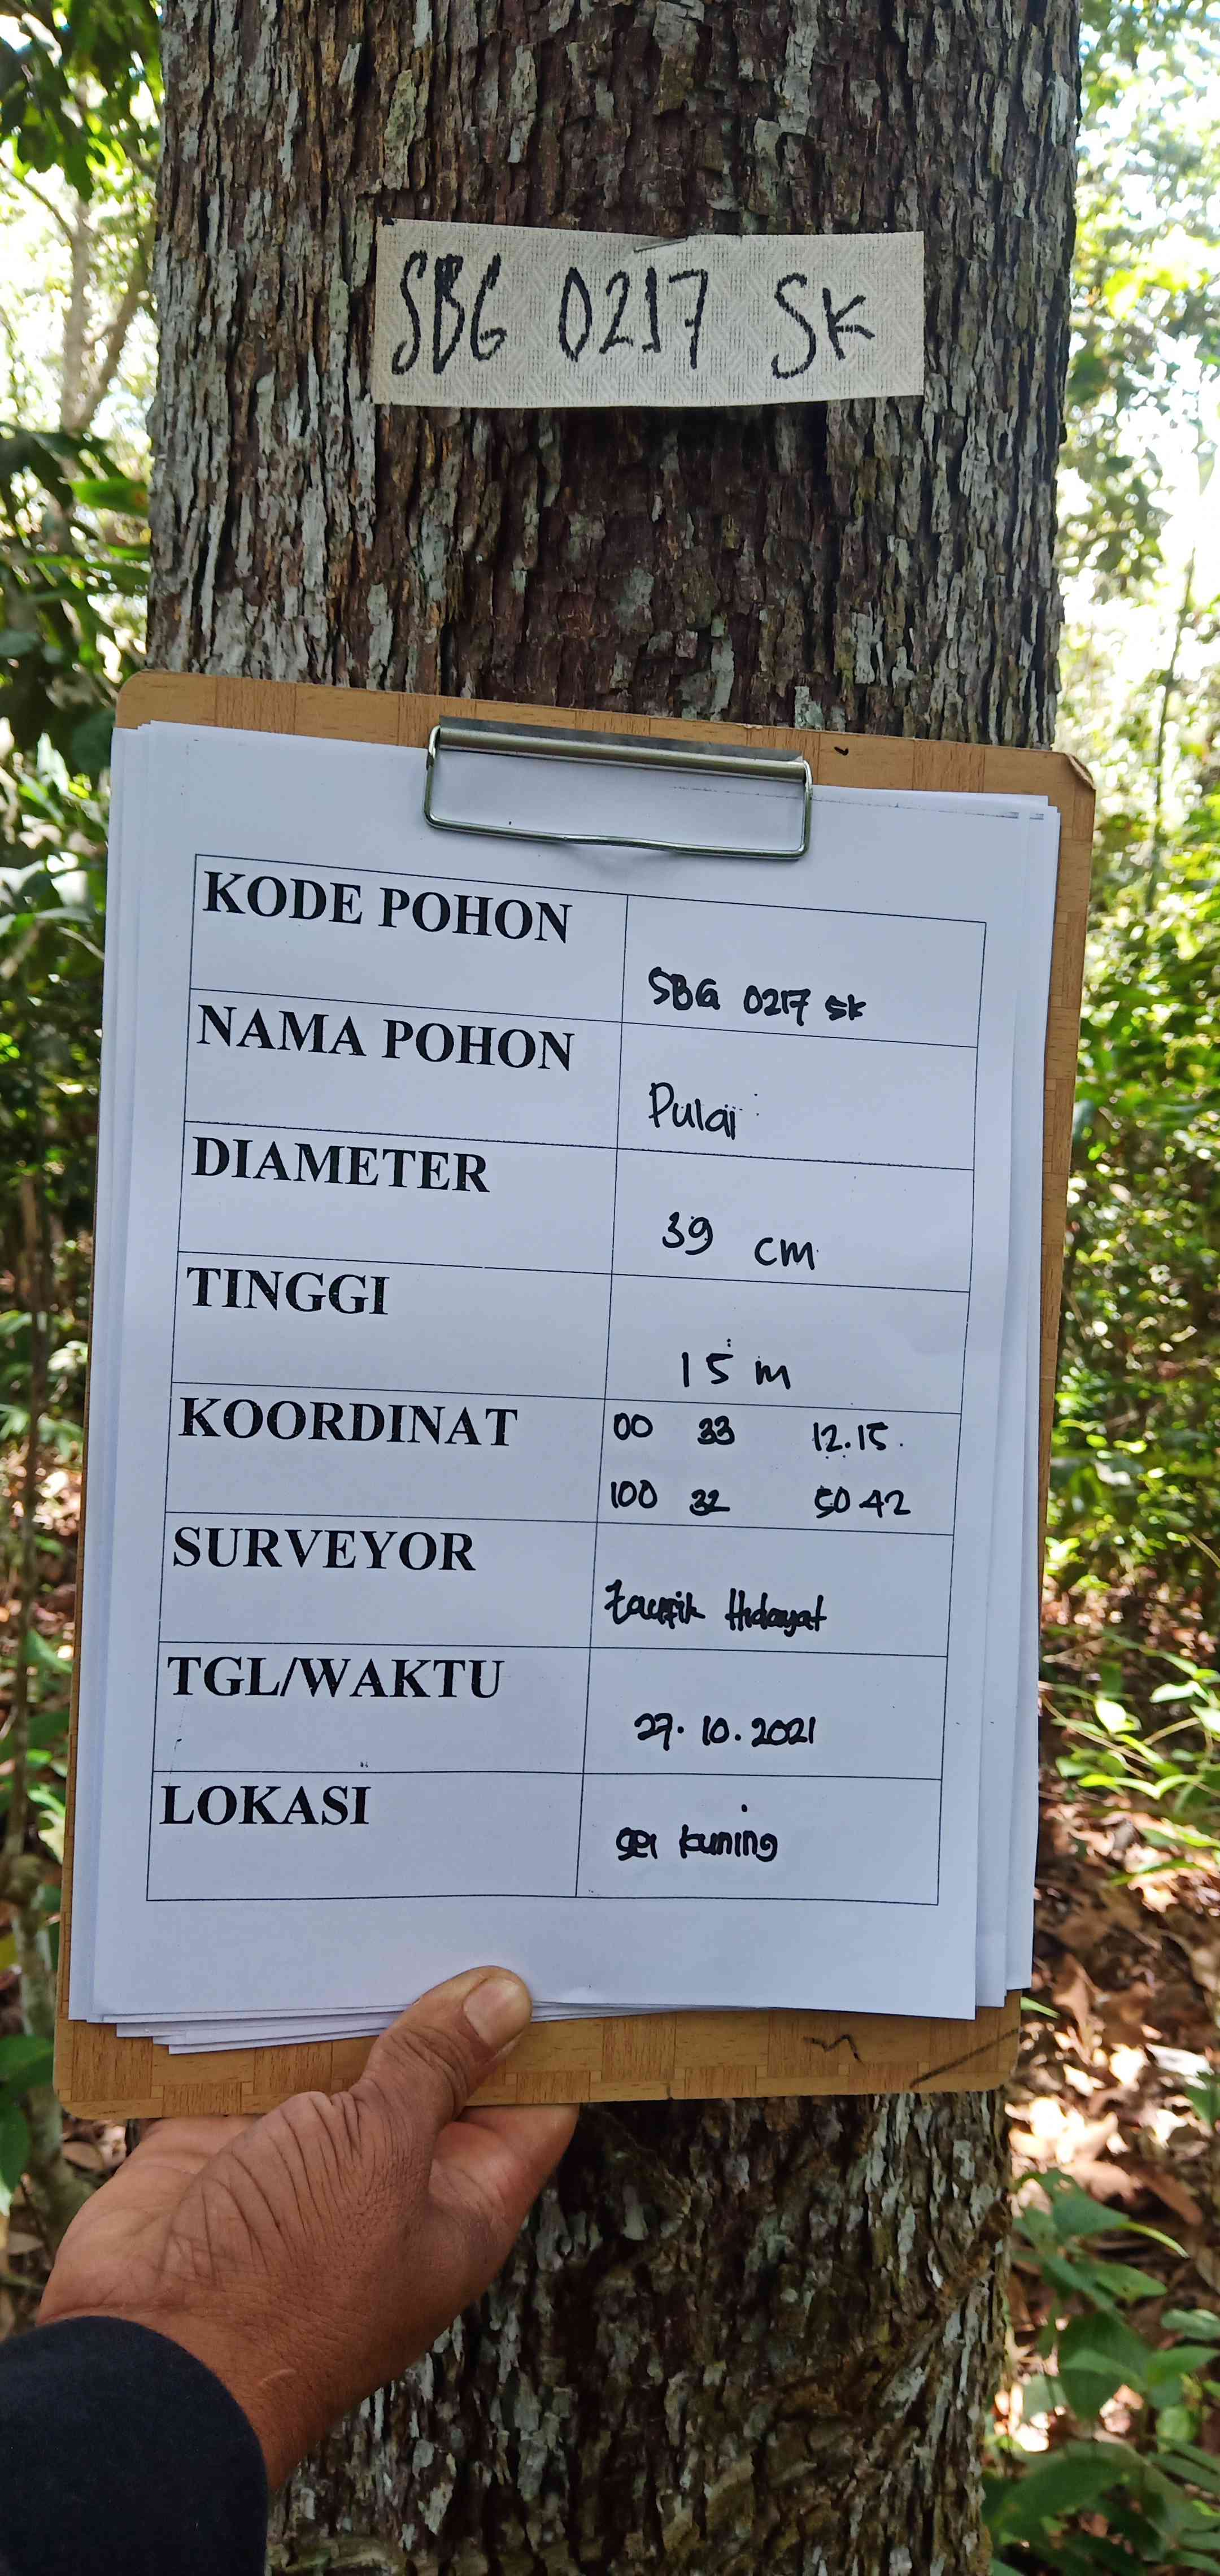 SBG 0217 SK
KODE POHON
SBG 0217 SK
NAMA POHON
Pulai
DIAMETER
39 cm
TINGGI
15 m
KOORDINAT
00 33 12.15
100 32 50 42
SURVEYOR
taufik Hidayat
TGL/WAKTU
27.10.2021
LOKASI
sei kuning